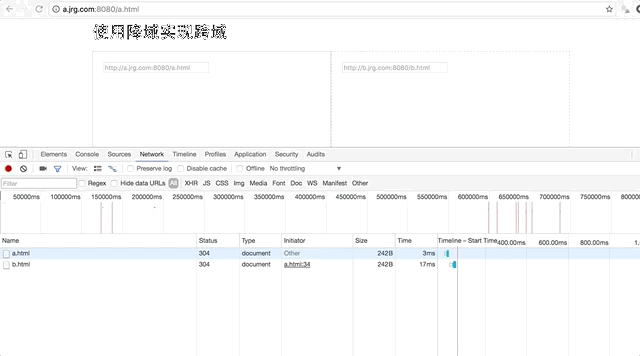 a.jrg.com:8080/a.html
使用降域实现跨域
http://a.jrg.com:8080/a.html http://b.jrg.com:8080/b.html
Elements Console Sources Network Timeline Profiles Application Security Audits
View: Preserve log Disable cache Offline No throttling
Filter Regex Hide data URLs All XHR JS CSS Img Media Font Doc WS Manifest Other
50000ms 100000ms 150000ms 200000ms 250000ms 300000ms 350000ms 400000ms 450000ms 500000ms 550000ms 600000ms 650000ms 700000ms 750000ms 80000
Name Status Type Initiator Size Time Timeline – Start Time 400.00ms 600.00ms 800.00ms 1.
a.html 304 document Other 242B 3ms
b.html 304 document a.html:34 242B 17ms